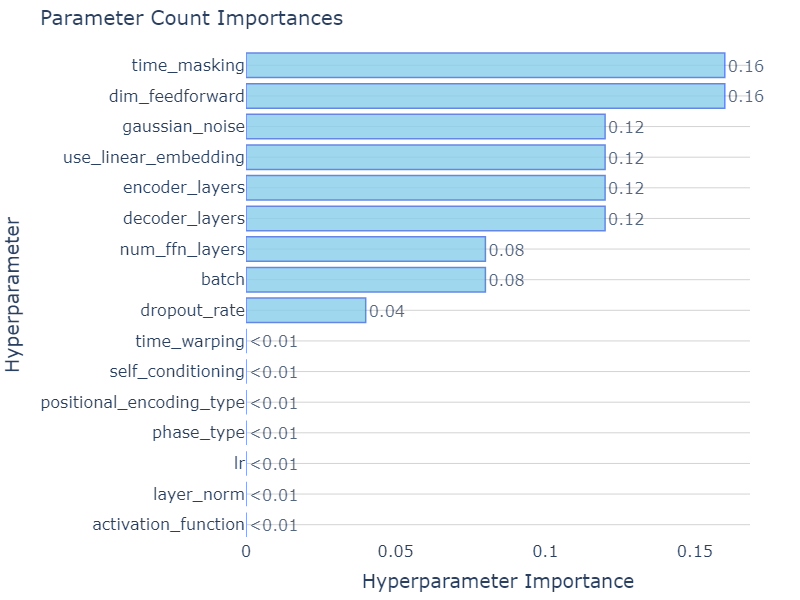 Parameter Count Importances
Hyperparameter
time_masking 0.16
dim_feedforward 0.16
gaussian_noise 0.12
use_linear_embedding 0.12
encoder_layers 0.12
decoder_layers 0.12
num_ffn_layers 0.08
batch 0.08
dropout_rate 0.04
time_warping <0.01
self_conditioning <0.01
positional_encoding_type <0.01
phase_type <0.01
lr <0.01
layer_norm <0.01
activation_function <0.01
0 0.05 0.1 0.15
Hyperparameter Importance